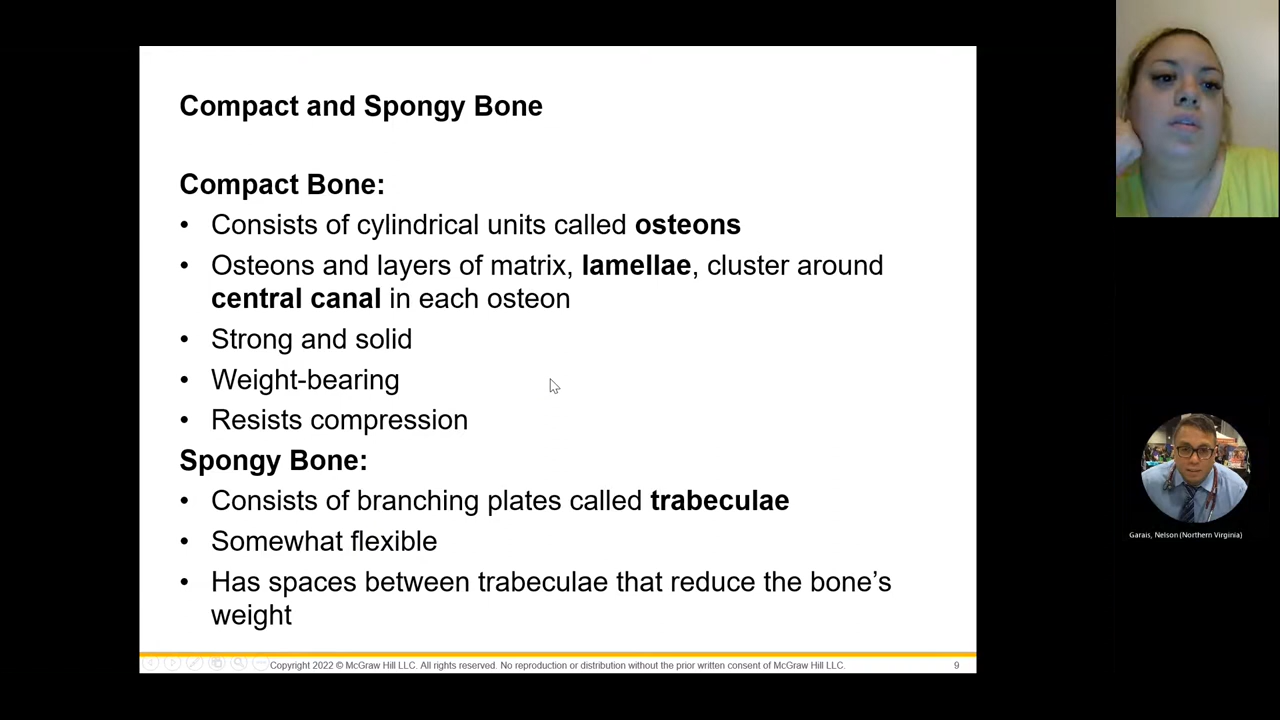 Compact and Spongy Bone
Compact Bone:
• Consists of cylindrical units called osteons
• Osteons and layers of matrix, lamellae, cluster around
central canal in each osteon
• Strong and solid
• Weight-bearing
• Resists compression
Spongy Bone:
• Consists of branching plates called trabeculae
• Somewhat flexible
• Has spaces between trabeculae that reduce the bone’s
weight
Copyright 2022 © McGraw Hill LLC. All rights reserved. No reproduction or distribution without the prior written consent of McGraw Hill LLC.
9
Garais, Nelson (Northern Virginia)